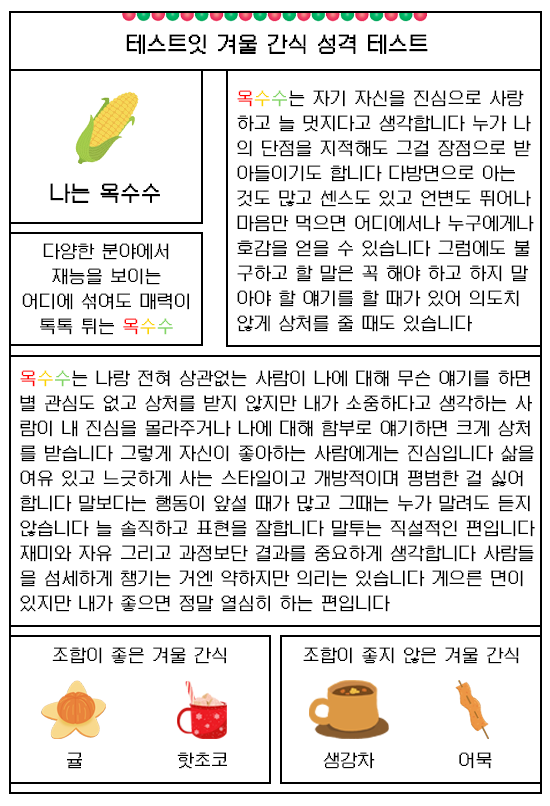 테스트잇 겨울 간식 성격 테스트
나는 옥수수
다양한 분야에서
재능을 보이는
어디에 섞여도 매력이
톡톡 튀는 옥수수
옥수수는 자기 자신을 진심으로 사랑
하고 늘 멋지다고 생각합니다 누가 나
의 단점을 지적해도 그걸 장점으로 받
아들이기도 합니다 다방면으로 아는
것도 많고 센스도 있고 언변도 뛰어나
마음만 먹으면 어디에서나 누구에게나
호감을 얻을 수 있습니다 그럼에도 불
구하고 할 말은 꼭 해야 하고 하지 말
아야 할 얘기를 할 때가 있어 의도치
않게 상처를 줄 때도 있습니다
옥수수는 나랑 전혀 상관없는 사람이 나에 대해 무슨 얘기를 하면
별 관심도 없고 상처를 받지 않지만 내가 소중하다고 생각하는 사
람이 내 진심을 몰라주거나 나에 대해 함부로 얘기하면 크게 상처
를 받습니다 그렇게 자신이 좋아하는 사람에게는 진심입니다 삶을
여유 있고 느긋하게 사는 스타일이고 개방적이며 평범한 걸 싫어
합니다 말보다는 행동이 앞설 때가 많고 그때는 누가 말려도 듣지
않습니다 늘 솔직하고 표현을 잘합니다 말투는 직설적인 편입니다
재미와 자유 그리고 과정보단 결과를 중요하게 생각합니다 사람들
을 섬세하게 챙기는 거엔 약하지만 의리는 있습니다 게으른 면이
있지만 내가 좋으면 정말 열심히 하는 편입니다
조합이 좋은 겨울 간식
귤
핫초코
조합이 좋지 않은 겨울 간식
생강차
어묵